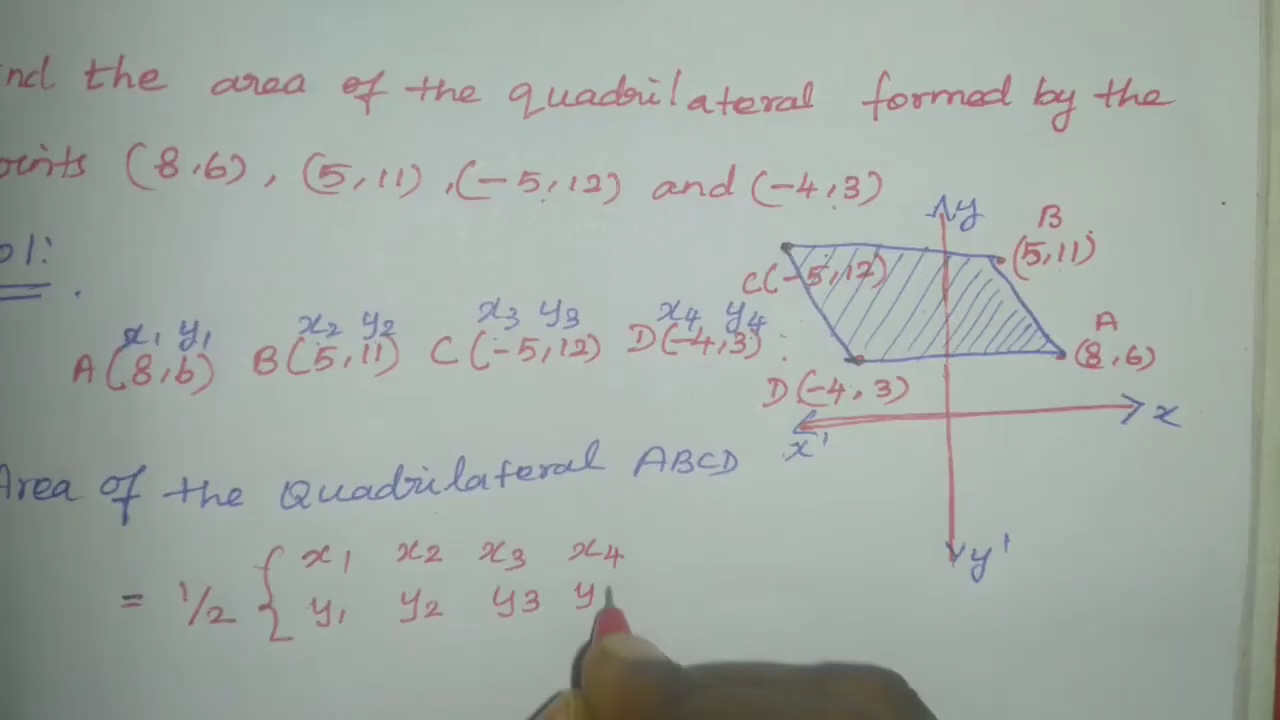 nd the area of the quadrilateral formed by the
oints (8,6), (5,11), (-5,12) and (-4,3)
ol:
y
B
(5,11)
C(-5,12)
x1 y1 x2 y2 x3 y3 x4 y4
A(8,6) B(5,11) C(-5,12) D(-4,3).
A
(8,6)
D(-4,3)
x
x'
Area of the Quadrilateral ABCD
y'
x1 x2 x3 x4
= 1/2 { y1 y2 y3 y